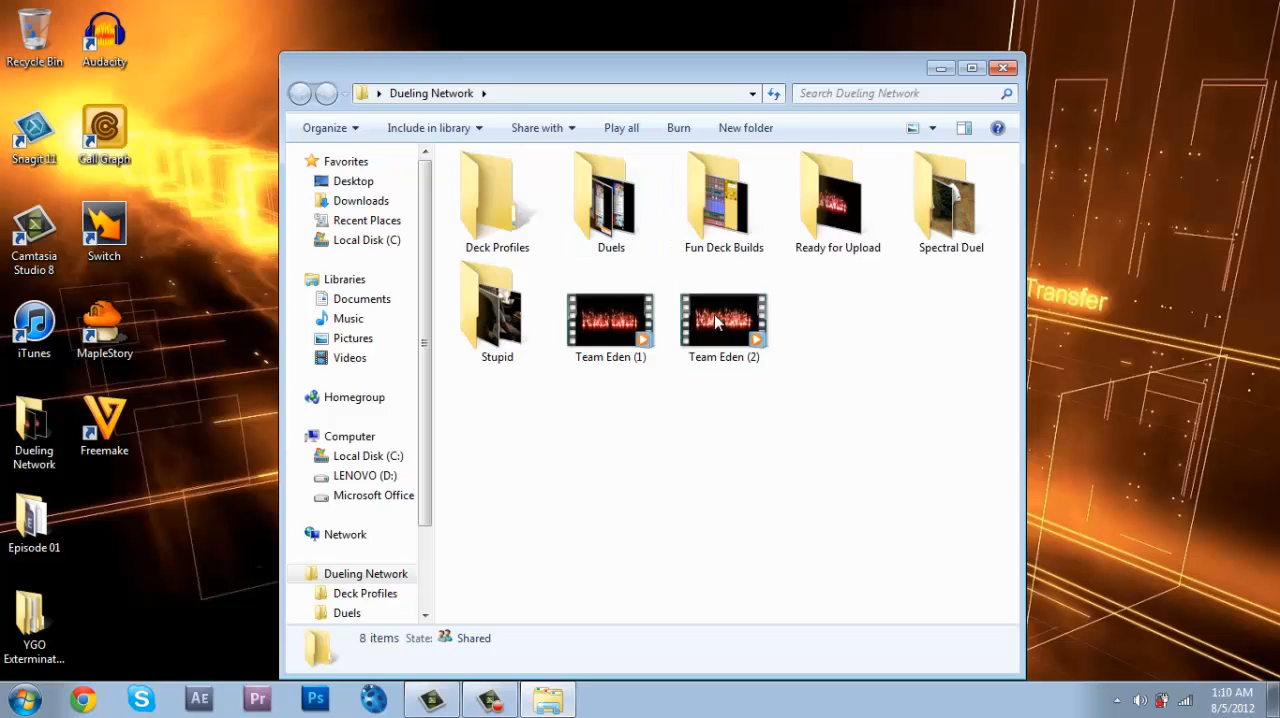 Recycle Bin
Audacity
Snagit 11
Call Graph
Camtasia
Studio 8
Switch
iTunes
MapleStory
Dueling
Network
Freemake
Episode 01
YGO
Exterminat...
Dueling Network
Search Dueling Network
Organize
Include in library
Share with
Play all
Burn
New folder
Favorites
Desktop
Downloads
Recent Places
Local Disk (C)
Libraries
Documents
Music
Pictures
Videos
Homegroup
Computer
Local Disk (C:)
LENOVO (D:)
Microsoft Office
Network
Dueling Network
Deck Profiles
Duels
Deck Profiles
Duels
Fun Deck Builds
Ready for Upload
Spectral Duel
Stupid
Team Eden (1)
Team Eden (2)
8 items State: Shared
Transfer
Ae
Pr
Ps
1:10 AM
8/5/2012